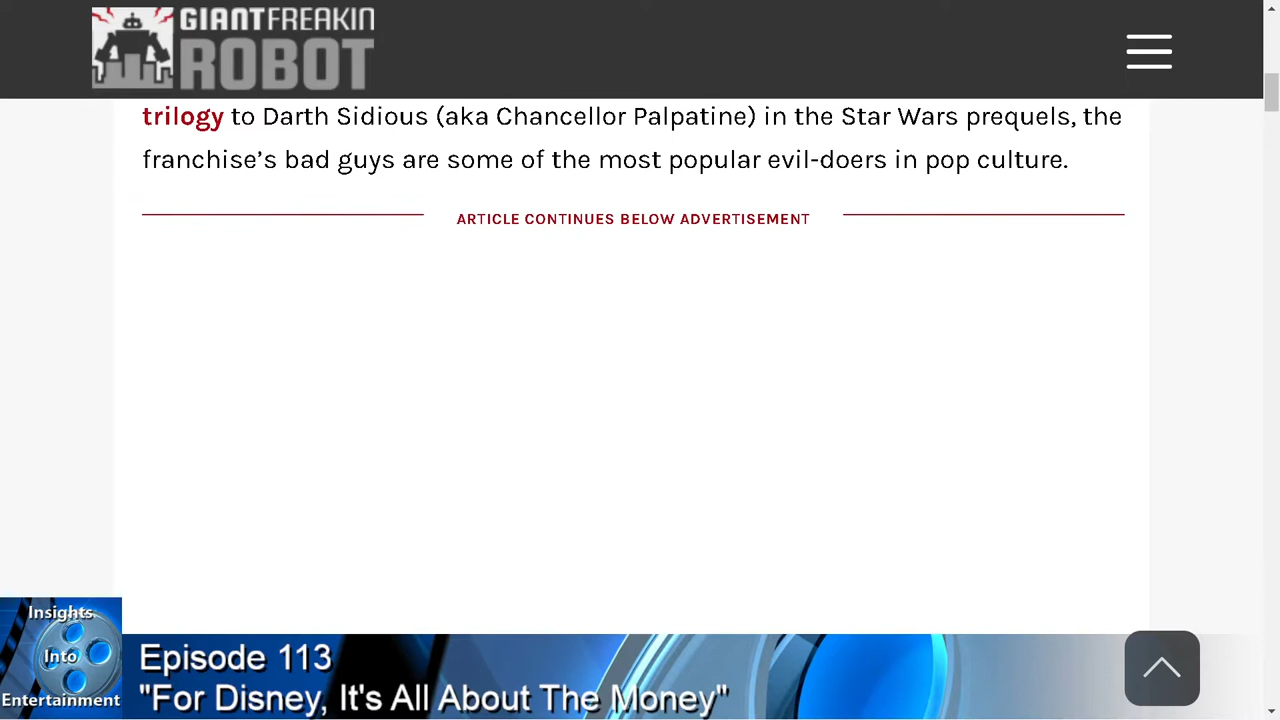 GIANT FREAKIN
ROBOT
trilogy to Darth Sidious (aka Chancellor Palpatine) in the Star Wars prequels, the
franchise’s bad guys are some of the most popular evil-doers in pop culture.
ARTICLE CONTINUES BELOW ADVERTISEMENT
Insights
Into
Entertainment
Episode 113
"For Disney, It's All About The Money"